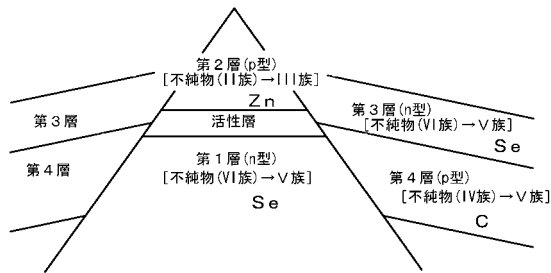 第2層(p型)
[不純物(II族)→III族]
Zn
活性層
第1層(n型)
[不純物(VI族)→V族]
Se
第3層
第4層
第3層(n型)
[不純物(VI族)→V族]
Se
第4層(p型)
[不純物(IV族)→V族]
C